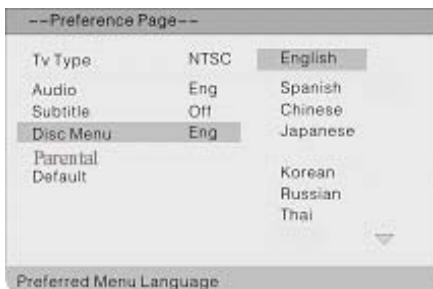 --Preference Page--
Tv Type NTSC English
Audio Eng Spanish
Subtitle Off Chinese
Disc Menu Eng Japanese
Parental
Default Korean
Russian
Thai
Preferred Menu Language